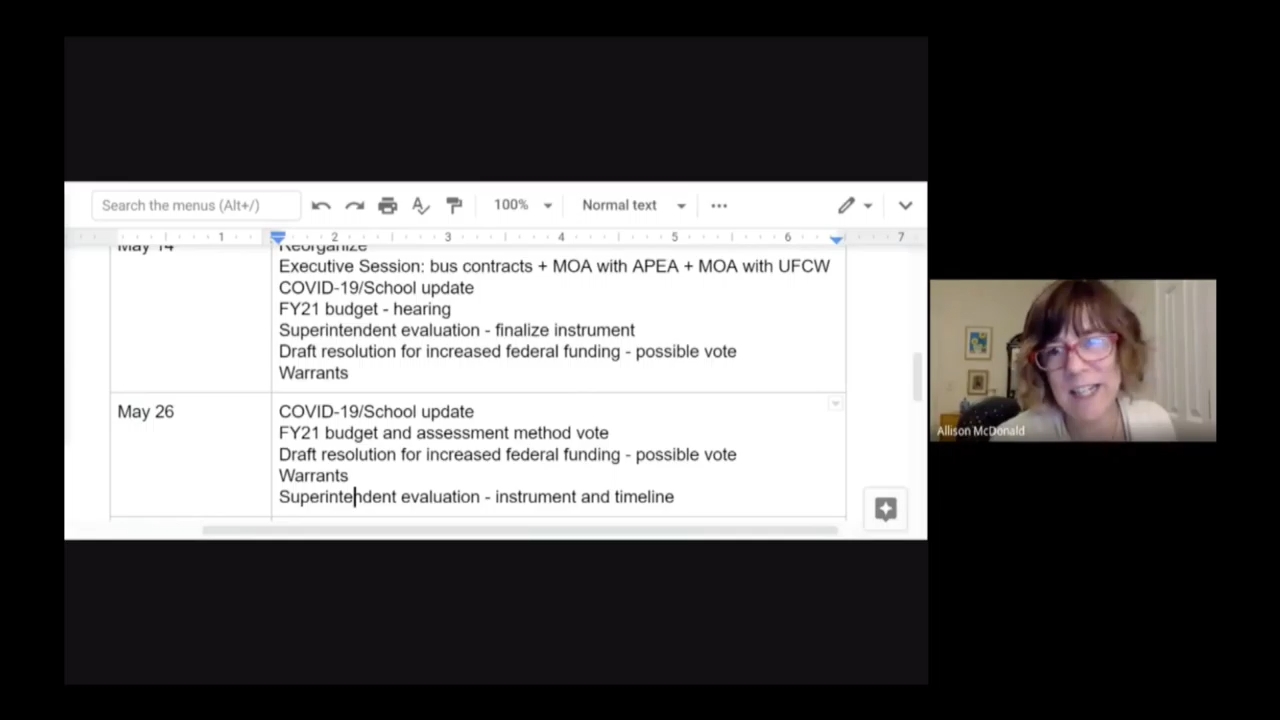 Search the menus (Alt+/)
100%
Normal text
1 2 3 4 5 6 7
May 14
Reorganize
Executive Session: bus contracts + MOA with APEA + MOA with UFCW
COVID-19/School update
FY21 budget - hearing
Superintendent evaluation - finalize instrument
Draft resolution for increased federal funding - possible vote
Warrants
May 26
COVID-19/School update
FY21 budget and assessment method vote
Draft resolution for increased federal funding - possible vote
Warrants
Superintendent evaluation - instrument and timeline
Allison McDonald